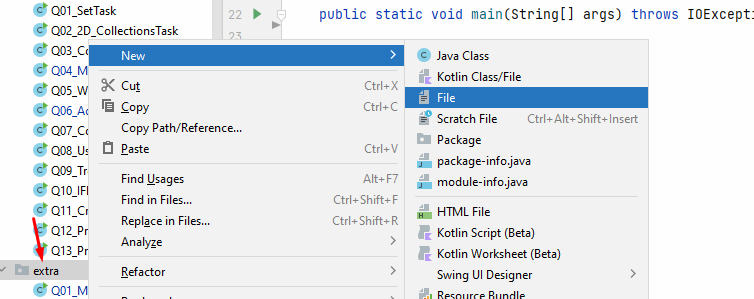 Q01_SetTask
Q02_2D_CollectionsTask
Q03_Co
Q04_M
Q05_W
Q06_Ac
Q07_Co
Q08_Us
Q09_Tr
Q10_IFI
Q11_Cr
Q12_Pr
Q13_Pr
extra
Q01_M
22 public static void main(String[] args) throws IOExcept
23
New
Cut Ctrl+X
Copy Ctrl+C
Copy Path/Reference...
Paste Ctrl+V
Find Usages Alt+F7
Find in Files... Ctrl+Shift+F
Replace in Files... Ctrl+Shift+R
Analyze
Refactor
Java Class
Kotlin Class/File
File
Scratch File Ctrl+Alt+Shift+Insert
Package
package-info.java
module-info.java
HTML File
Kotlin Script (Beta)
Kotlin Worksheet (Beta)
Swing UI Designer
Resource Bundle